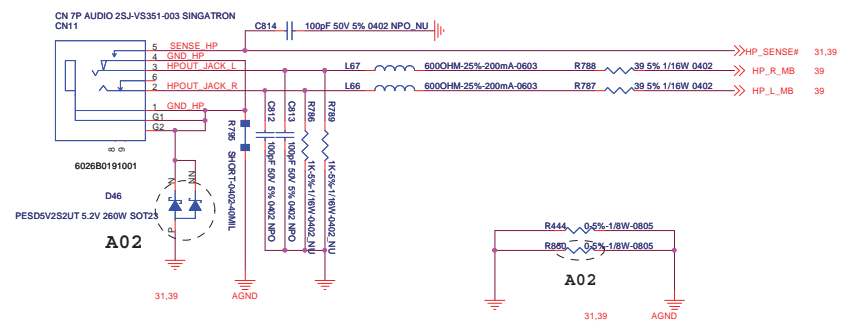 CN 7P AUDIO 2SJ-VS351-003 SINGATRON
CN11
C814 100pF 50V 5% 0402 NPO_NU
5 SENSE_HP
HP_SENSE# 31,39
4 GND_HP
3 HPOUT_JACK_L L67 600OHM-25%-200mA-0603 R788 39 5% 1/16W 0402 HP_R_MB 39
6
2 HPOUT_JACK_R L66 600OHM-25%-200mA-0603 R787 39 5% 1/16W 0402 HP_L_MB 39
1 GND_HP
G1
G2
8
9
6026B0191001
R795 SHORT-0402-40MIL
C812 100pF 50V 5% 0402 NPO
C813 100pF 50V 5% 0402 NPO
R786 1K-5%-1/16W-0402_NU
R789 1K-5%-1/16W-0402_NU
N
NN
D46
PESD5V2S2UT 5.2V 260W SOT23
P
A02
R444 0-5%-1/8W-0805
R880 0-5%-1/8W-0805
A02
31,39 AGND
31,39 AGND